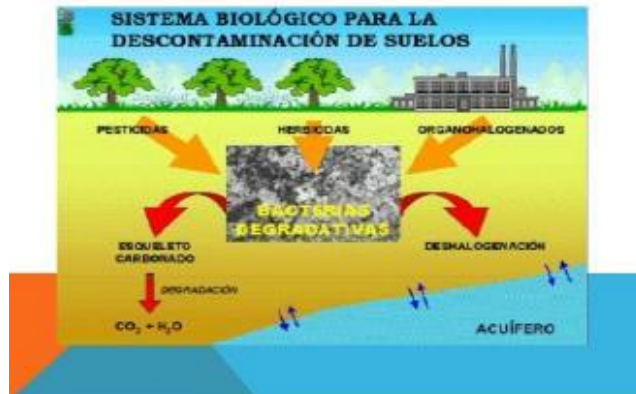 SISTEMA BIOLÓGICO PARA LA
DESCONTAMINACIÓN DE SUELOS
PESTICIDAS
HERBICIDAS
ORGANOHALOGENADOS
BACTERIAS
DEGRADATIVAS
ESQUELETO
CARBONADO
DESHALOGENACIÓN
DEGRADACIÓN
CO₂ + H₂O
ACUÍFERO